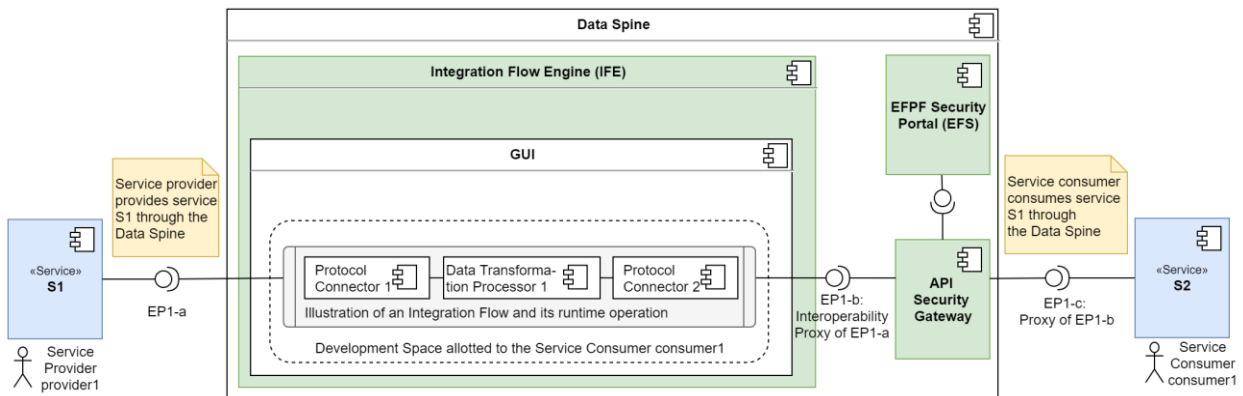 Data Spine
Integration Flow Engine (IFE)
EFPF Security
Portal (EFS)
GUI
Service provider
provides service
S1 through the
Data Spine
Service consumer
consumes service
S1 through
the Data Spine
«Service»
S1
EP1-a
Protocol
Connector 1
Data Transforma-
tion Processor 1
Protocol
Connector 2
Illustration of an Integration Flow and its runtime operation
Development Space allotted to the Service Consumer consumer1
EP1-b:
Interoperability
Proxy of EP1-a
API
Security
Gateway
EP1-c:
Proxy of EP1-b
«Service»
S2
Service
Provider
provider1
Service
Consumer
consumer1